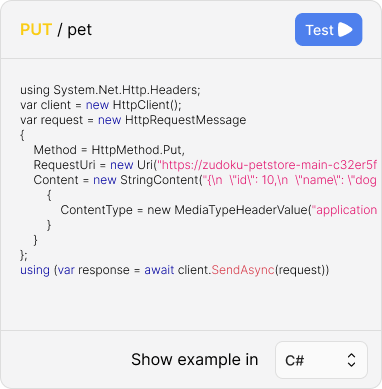 PUT / pet
Test
using System.Net.Http.Headers;
var client = new HttpClient();
var request = new HttpRequestMessage
{
    Method = HttpMethod.Put,
    RequestUri = new Uri("https://zudoku-petstore-main-c32er5f
    Content = new StringContent("{\n  \"id\": 10,\n  \"name\": \"dog
        {
            ContentType = new MediaTypeHeaderValue("application
        }
    }
};
using (var response = await client.SendAsync(request))
Show example in
C#